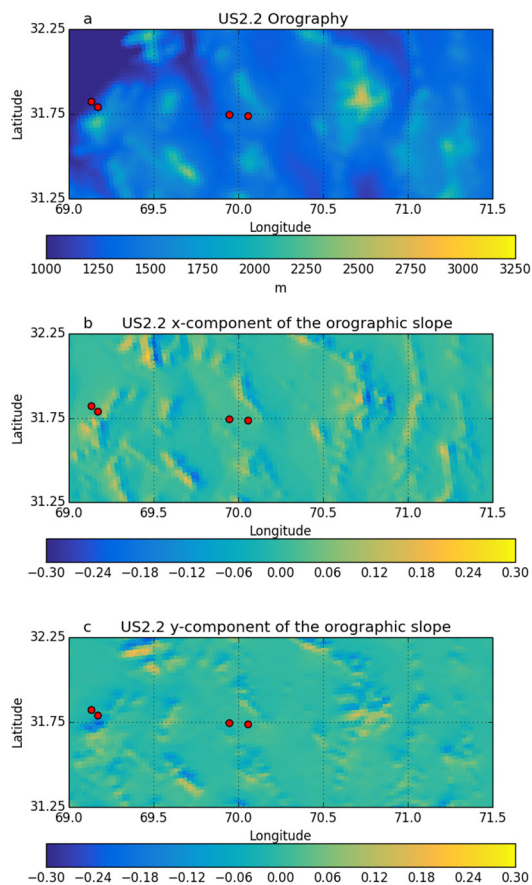 a US2.2 Orography
32.25
31.75
31.25
Latitude
69.0 69.5 70.0 70.5 71.0 71.5
Longitude
1000 1250 1500 1750 2000 2250 2500 2750 3000 3250
m
b US2.2 x-component of the orographic slope
32.25
31.75
31.25
Latitude
69.0 69.5 70.0 70.5 71.0 71.5
Longitude
−0.30 −0.24 −0.18 −0.12 −0.06 0.00 0.06 0.12 0.18 0.24 0.30
c US2.2 y-component of the orographic slope
32.25
31.75
31.25
Latitude
69.0 69.5 70.0 70.5 71.0 71.5
Longitude
−0.30 −0.24 −0.18 −0.12 −0.06 0.00 0.06 0.12 0.18 0.24 0.30